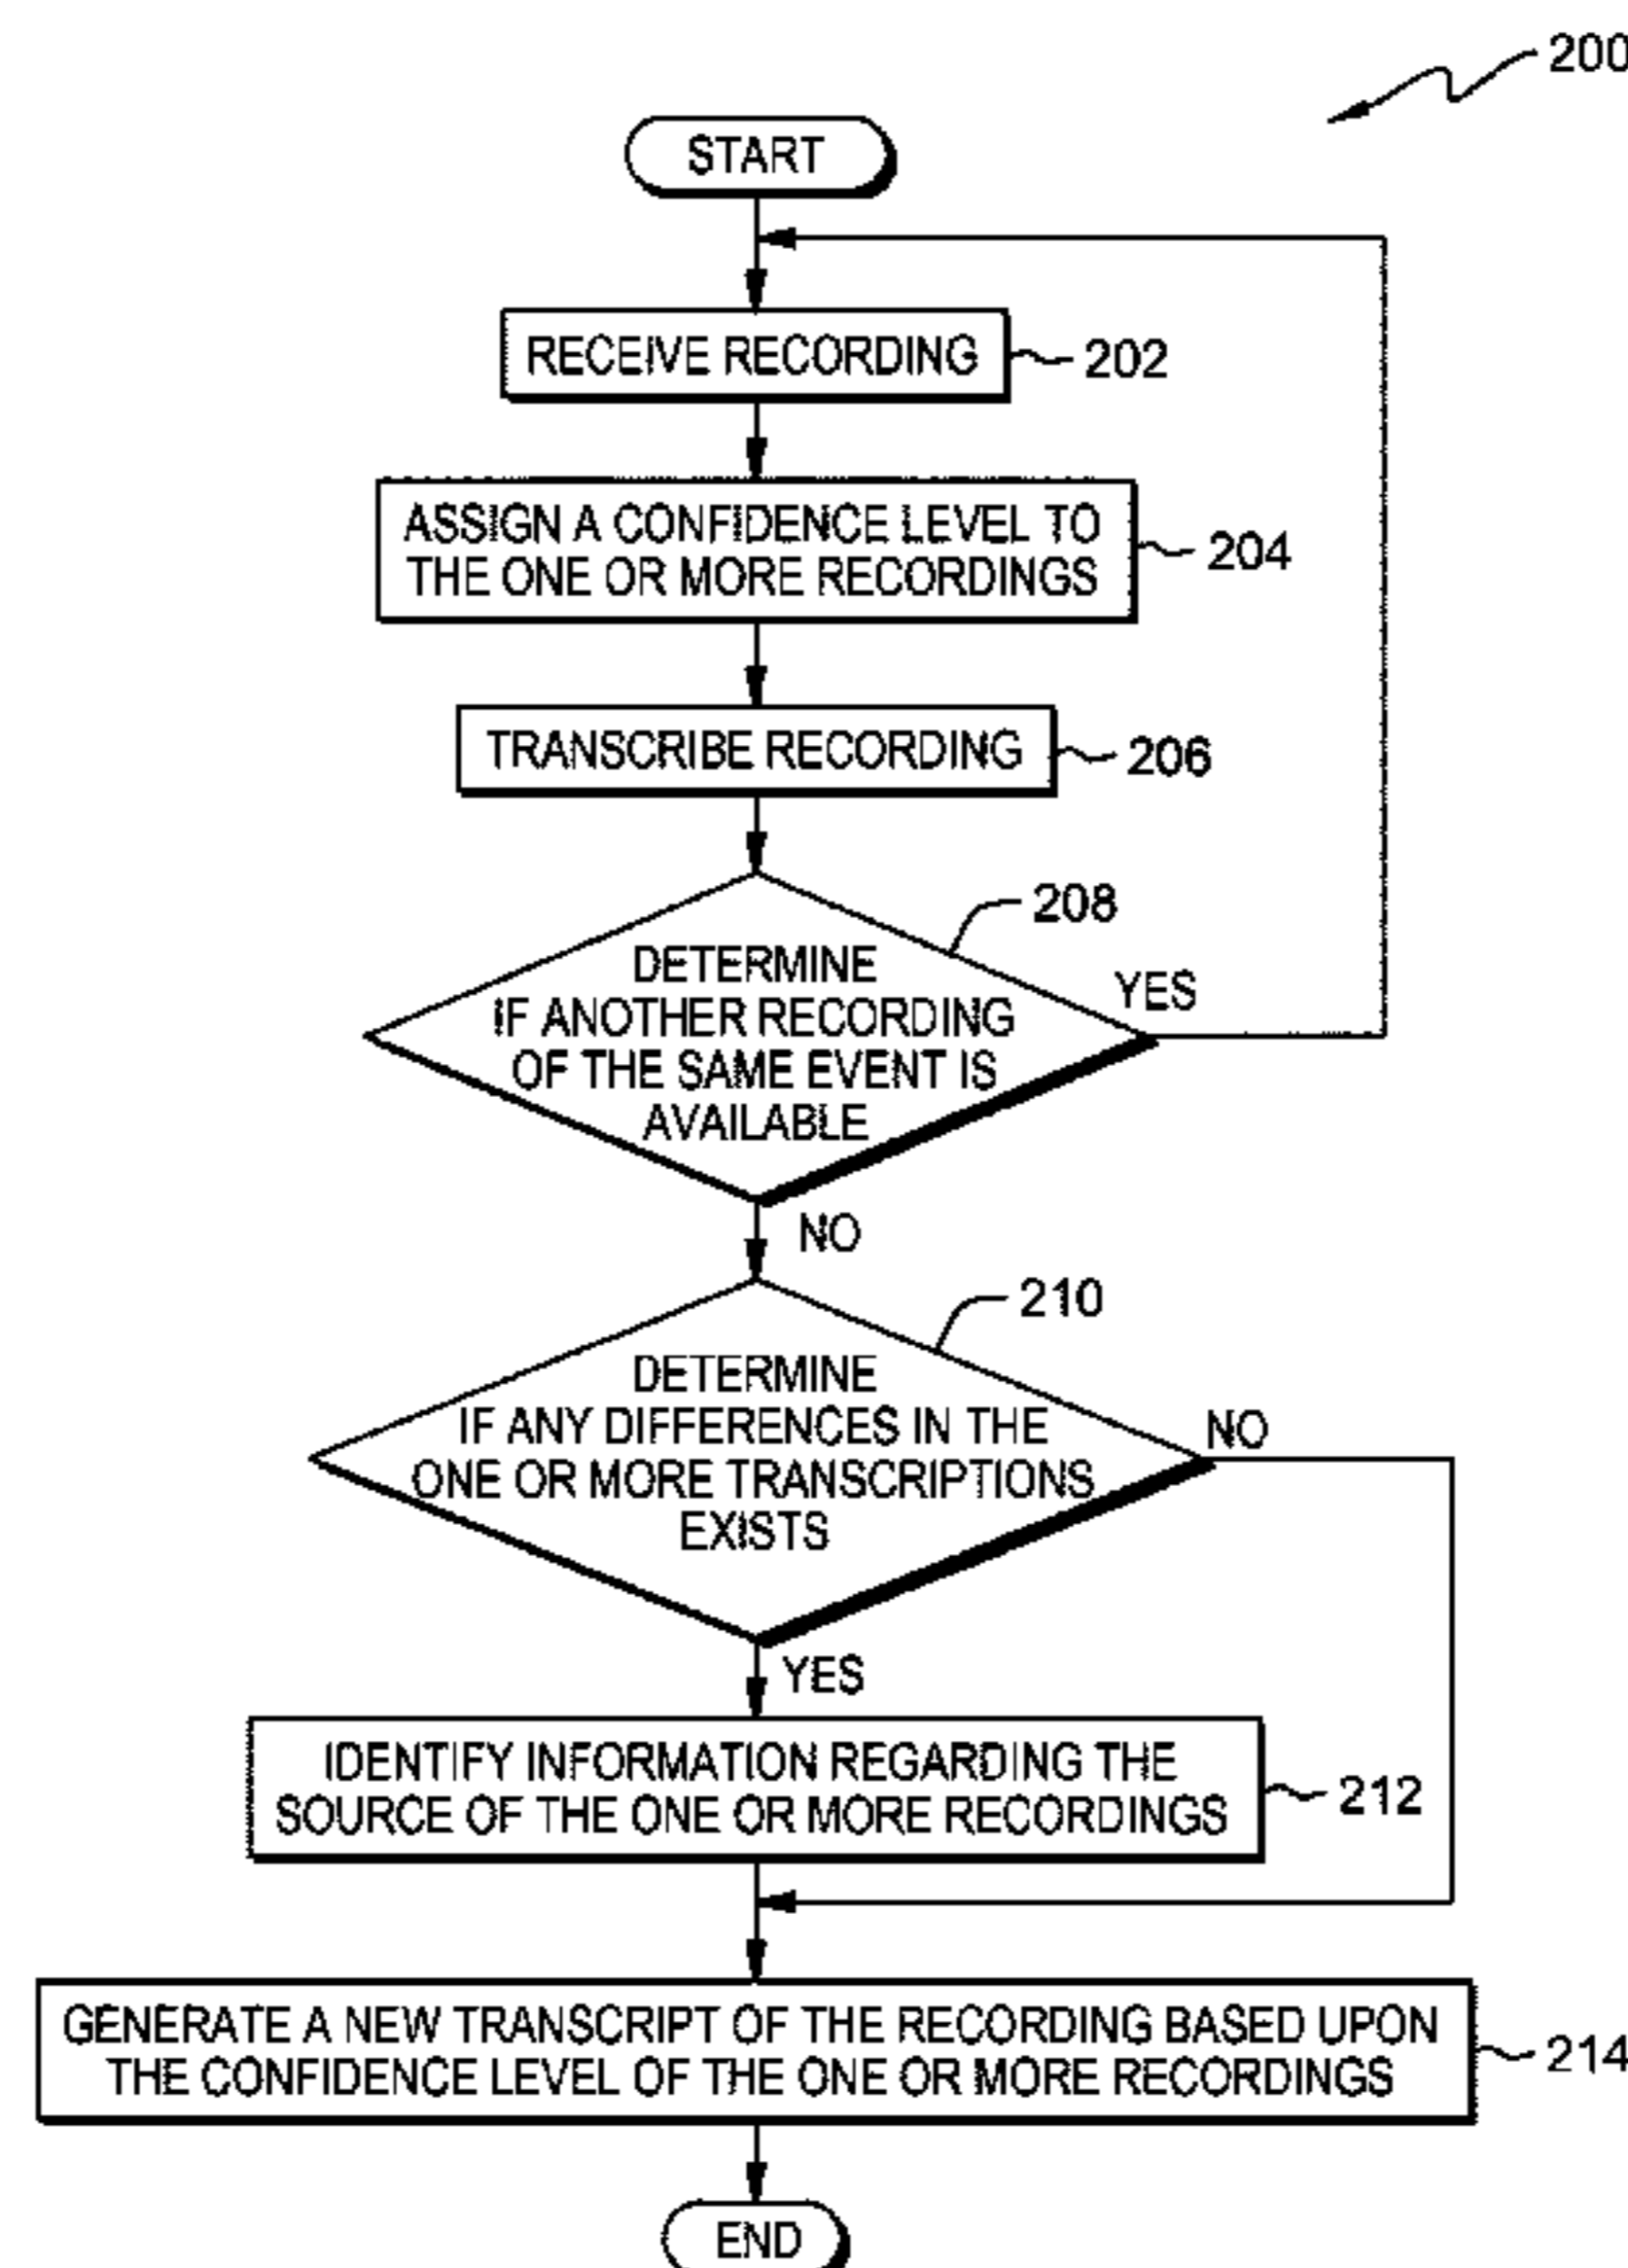 200
START
RECEIVE RECORDING
202
ASSIGN A CONFIDENCE LEVEL TO
THE ONE OR MORE RECORDINGS
204
TRANSCRIBE RECORDING
206
208
DETERMINE
IF ANOTHER RECORDING
OF THE SAME EVENT IS
AVAILABLE
YES
NO
210
DETERMINE
IF ANY DIFFERENCES IN THE
ONE OR MORE TRANSCRIPTIONS
EXISTS
NO
YES
IDENTIFY INFORMATION REGARDING THE
SOURCE OF THE ONE OR MORE RECORDINGS
212
GENERATE A NEW TRANSCRIPT OF THE RECORDING BASED UPON
THE CONFIDENCE LEVEL OF THE ONE OR MORE RECORDINGS
214
END